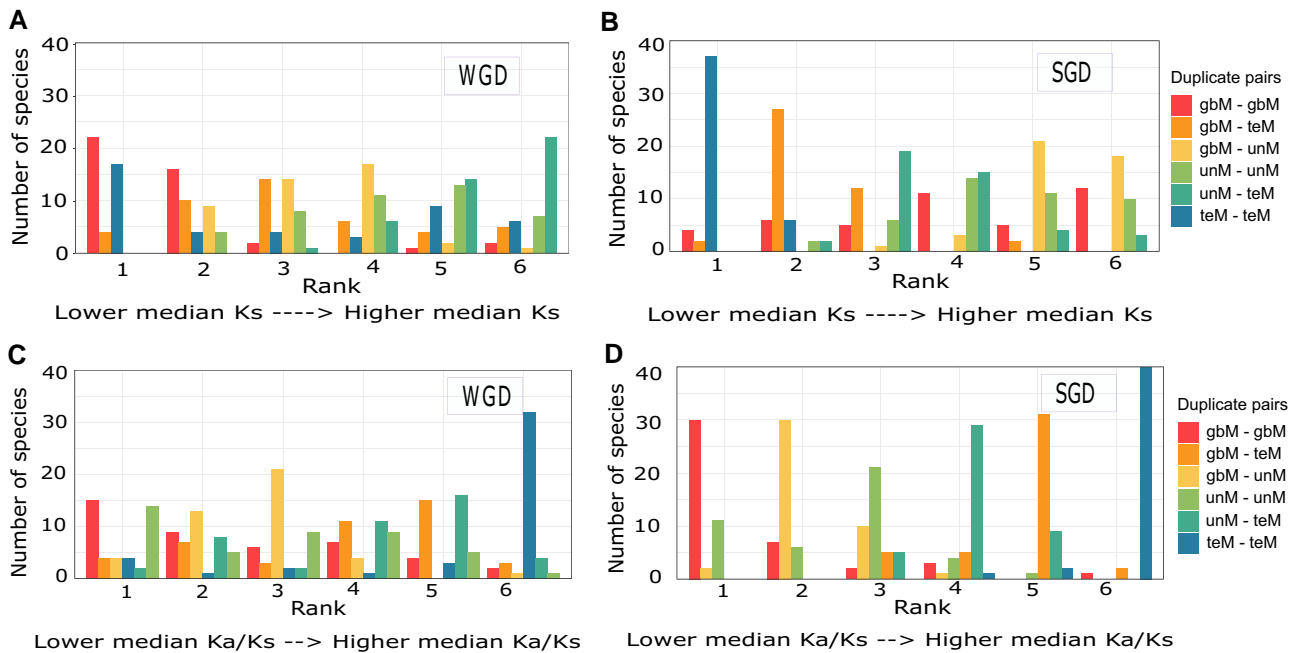 A
Number of species
40
30
20
10
0
WGD
1 2 3 4 5 6
Rank
Lower median Ks ----> Higher median Ks
B
Number of species
40
30
20
10
0
SGD
1 2 3 4 5 6
Rank
Lower median Ks ----> Higher median Ks
Duplicate pairs
gbM - gbM
gbM - teM
gbM - unM
unM - unM
unM - teM
teM - teM
C
Number of species
40
30
20
10
0
WGD
1 2 3 4 5 6
Rank
Lower median Ka/Ks --> Higher median Ka/Ks
D
Number of species
40
30
20
10
0
SGD
1 2 3 4 5 6
Rank
Lower median Ka/Ks --> Higher median Ka/Ks
Duplicate pairs
gbM - gbM
gbM - teM
gbM - unM
unM - unM
unM - teM
teM - teM